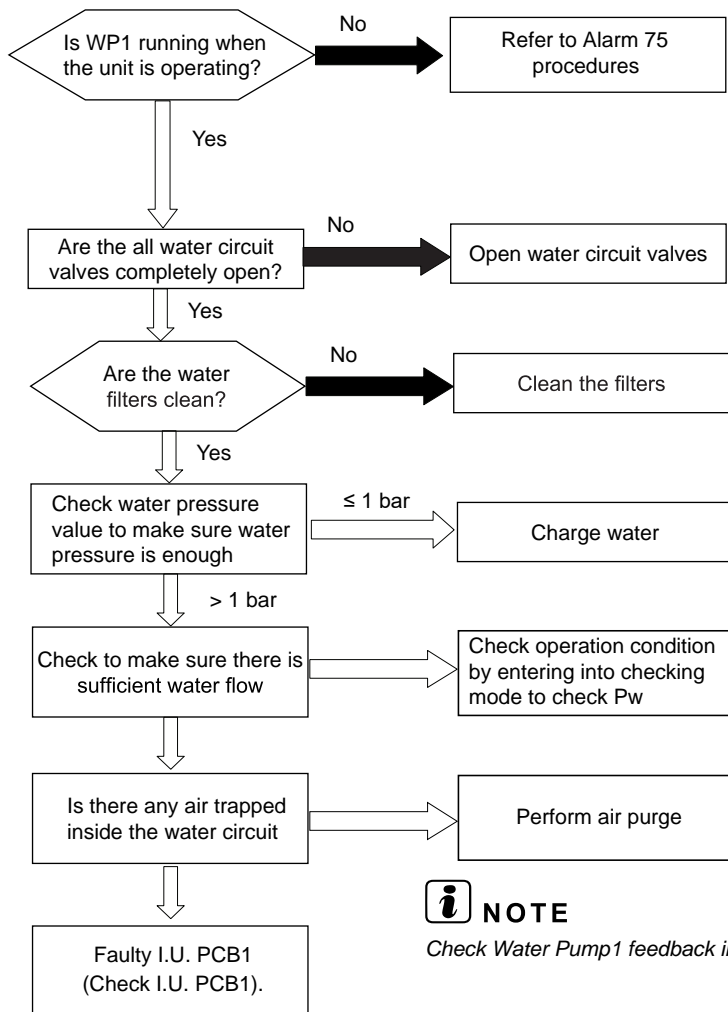 Is WP1 running when
the unit is operating?
No
Refer to Alarm 75
procedures
Yes
Are the all water circuit
valves completely open?
No
Open water circuit valves
Yes
Are the water
filters clean?
No
Clean the filters
Yes
Check water pressure
value to make sure water
pressure is enough
≤ 1 bar
Charge water
> 1 bar
Check to make sure there is
sufficient water flow
Check operation condition
by entering into checking
mode to check Pw
Is there any air trapped
inside the water circuit
Perform air purge
Faulty I.U. PCB1
(Check I.U. PCB1).
i NOTE
Check Water Pump1 feedback